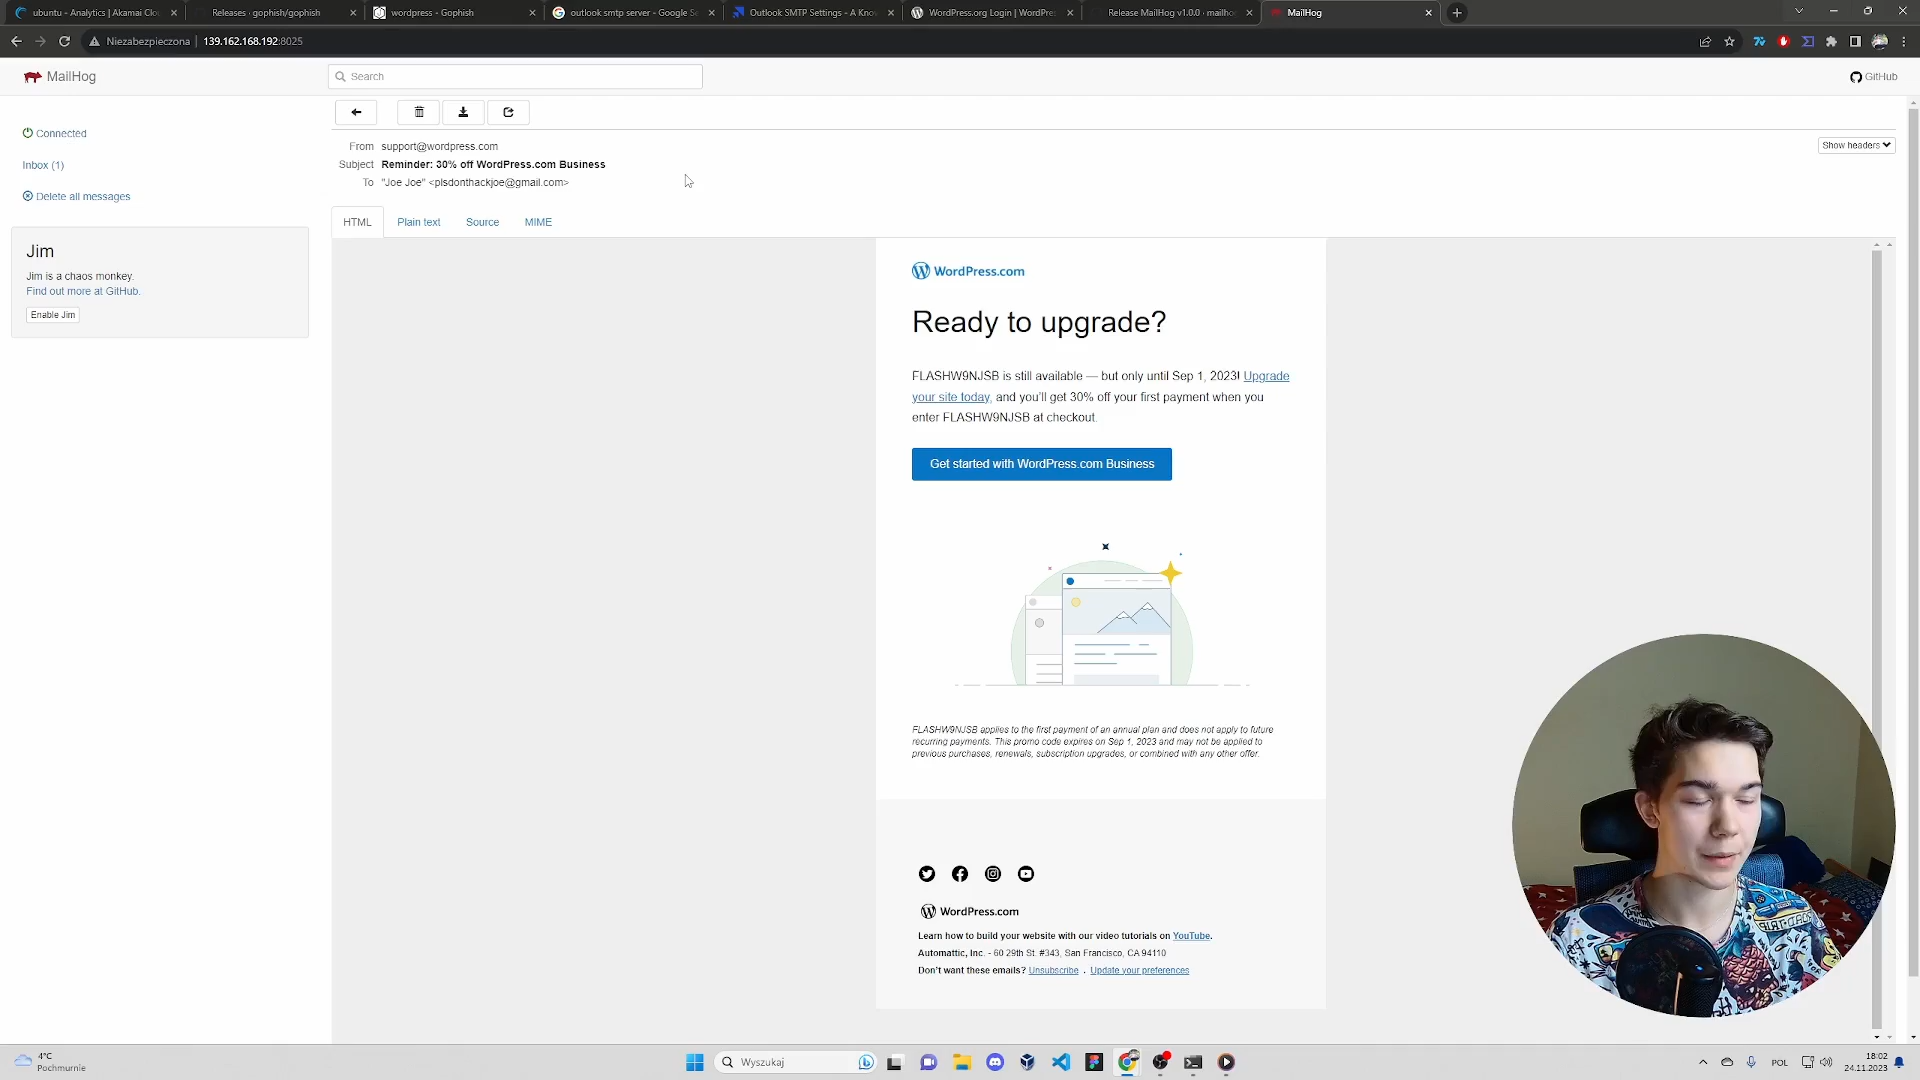 ubuntu - Analytics | Akamai Clo
Releases · gophish/gophish
wordpress - Gophish
outlook smtp server - Google Se
Outlook SMTP Settings - A Know
WordPress.org Login | WordPres
Release MailHog v1.0.0 · mailho
MailHog
Niezabezpieczona
139.162.168.192:8025
MailHog
Search
GitHub
Connected
Inbox (1)
Delete all messages
Jim
Jim is a chaos monkey.
Find out more at GitHub.
Enable Jim
From support@wordpress.com
Subject Reminder: 30% off WordPress.com Business
To "Joe Joe" <plsdonthackjoe@gmail.com>
Show headers
HTML Plain text Source MIME
WordPress.com
Ready to upgrade?
FLASHW9NJSB is still available — but only until Sep 1, 2023! Upgrade
your site today, and you'll get 30% off your first payment when you
enter FLASHW9NJSB at checkout.
Get started with WordPress.com Business
FLASHW9NJSB applies to the first payment of an annual plan and does not apply to future
recurring payments. This promo code expires on Sep 1, 2023 and may not be applied to
previous purchases, renewals, subscription upgrades, or combined with any other offer.
WordPress.com
Learn how to build your website with our video tutorials on YouTube.
Automattic, Inc. - 60 29th St. #343, San Francisco, CA 94110
Don't want these emails? Unsubscribe . Update your preferences
4°C
Pochmurnie
Wyszukaj
POL
18:02
24.11.2023